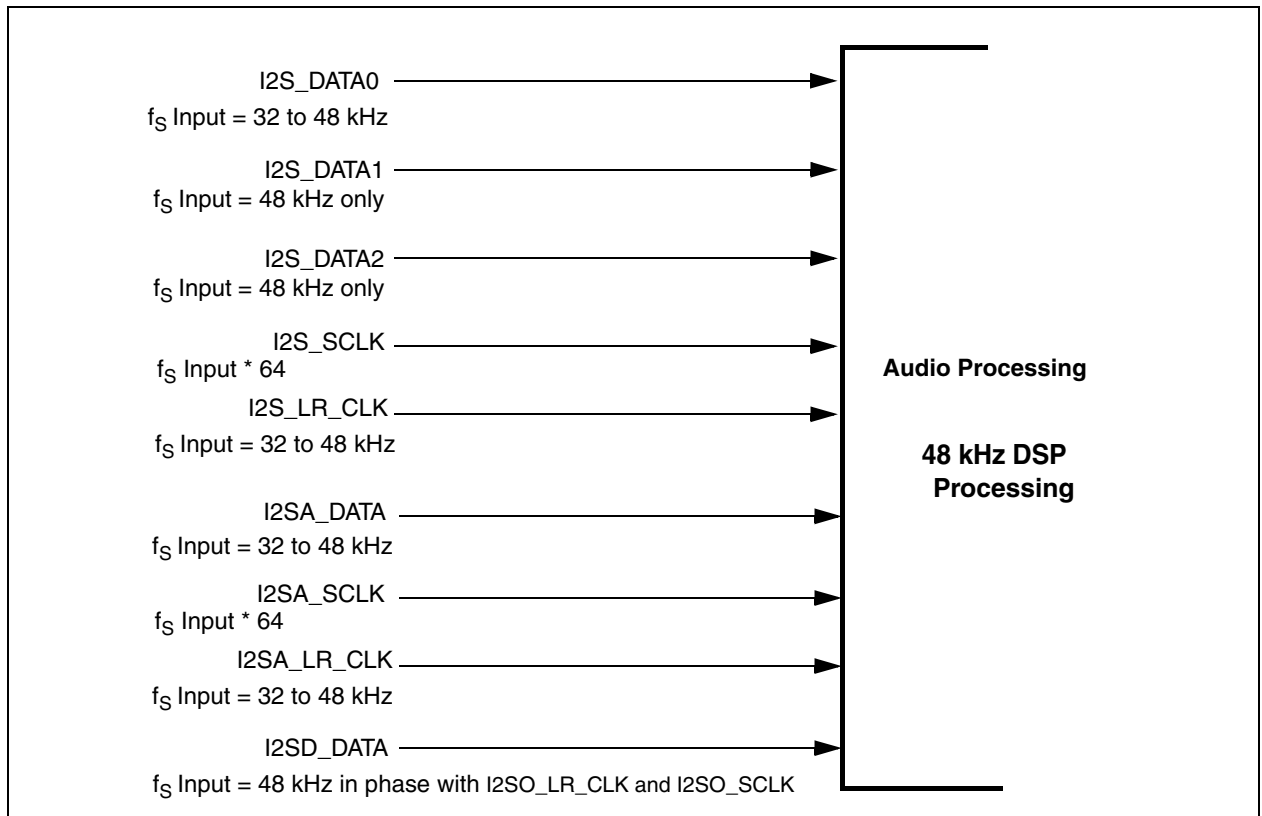 I2S_DATA0
fS Input = 32 to 48 kHz
I2S_DATA1
fS Input = 48 kHz only
I2S_DATA2
fS Input = 48 kHz only
I2S_SCLK
fS Input * 64
I2S_LR_CLK
fS Input = 32 to 48 kHz
I2SA_DATA
fS Input = 32 to 48 kHz
I2SA_SCLK
fS Input * 64
I2SA_LR_CLK
fS Input = 32 to 48 kHz
I2SD_DATA
fS Input = 48 kHz in phase with I2SO_LR_CLK and I2SO_SCLK
Audio Processing
48 kHz DSP
Processing